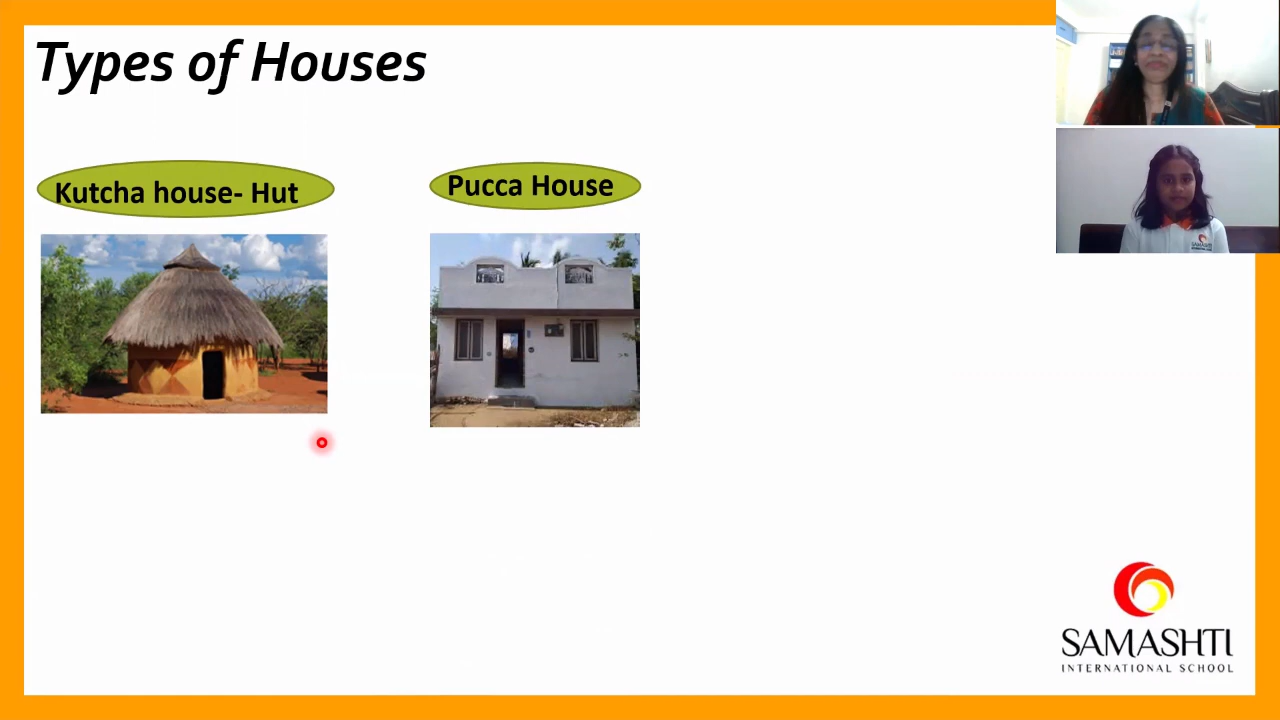 Types of Houses
Kutcha house- Hut
Pucca House
SAMASHTI
INTERNATIONAL SCHOOL